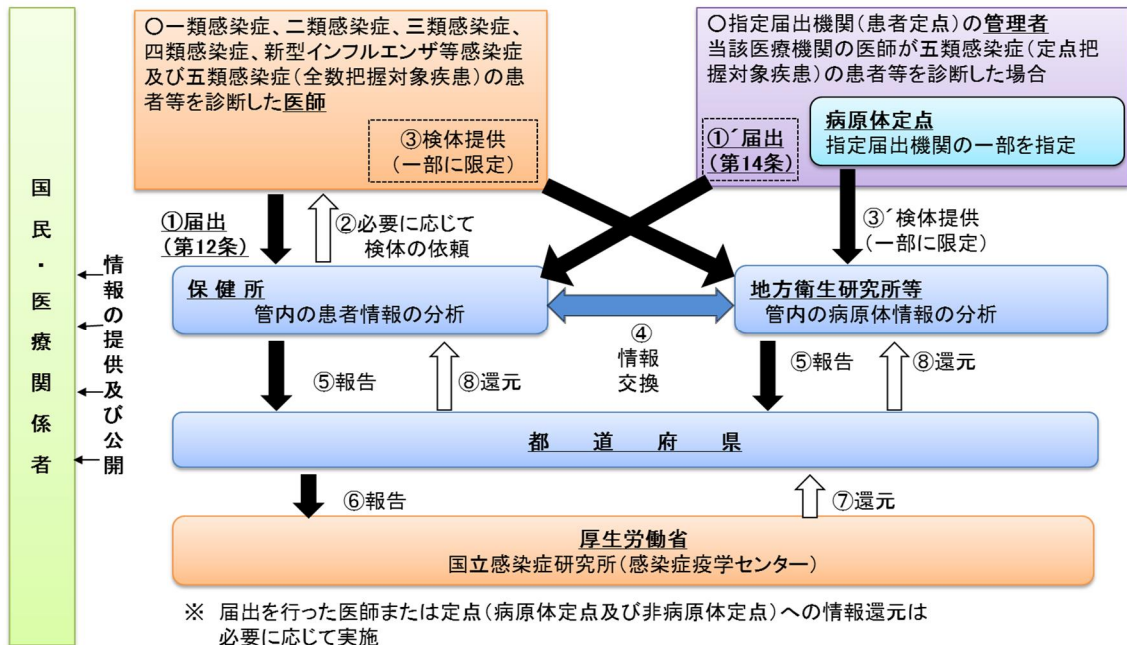 〇一類感染症、二類感染症、三類感染症、
四類感染症、新型インフルエンザ等感染症
及び五類感染症(全数把握対象疾患)の患
者等を診断した医師
③検体提供
(一部に限定)
〇指定届出機関(患者定点)の管理者
当該医療機関の医師が五類感染症(定点把
握対象疾患)の患者等を診断した場合
①´届出
(第14条)
病原体定点
指定届出機関の一部を指定
①届出
(第12条)
②必要に応じて
検体の依頼
③´検体提供
(一部に限定)
国民・医療関係者
情報の提供及び公開
保健所
管内の患者情報の分析
④
情報
交換
地方衛生研究所等
管内の病原体情報の分析
⑤報告
⑧還元
⑤報告
⑧還元
都道府県
⑥報告
⑦還元
厚生労働省
国立感染症研究所(感染症疫学センター)
※ 届出を行った医師または定点(病原体定点及び非病原体定点)への情報還元は
必要に応じて実施